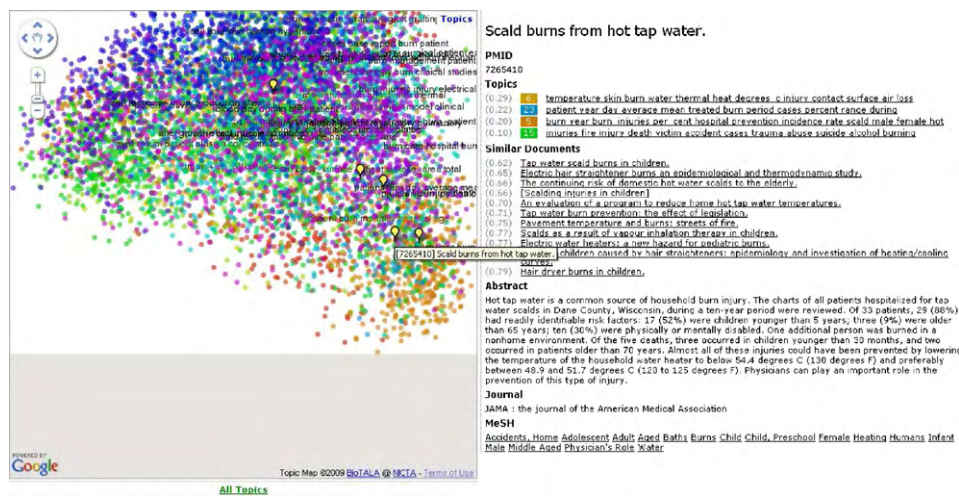 Topics
[7265410] Scald burns from hot tap water.
POWERED BY
Google
Topic Map ©2009 BioTALA @ NICTA - Terms of Use
All Topics
Scald burns from hot tap water.
PMID
7265410
Topics
(0.29) 6 temperature skin burn water thermal heat degrees c injury contact surface air loss
(0.22) 23 patient year day average mean treated burn period cases percent range during
(0.20) 5 burn year burn injuries per cent hospital prevention incidence rate scald male female hot
(0.10) 15 injuries fire injury death victim accident cases trauma abuse suicide alcohol burning
Similar Documents
(0.62) Tap water scald burns in children.
(0.65) Electric hair straightener burns an epidemiological and thermodynamic study.
(0.66) The continuing risk of domestic hot water scalds to the elderly.
(0.66) [Scalding injuries in children]
(0.70) An evaluation of a program to reduce home hot tap water temperatures.
(0.71) Tap water burn prevention: the effect of legislation.
(0.75) Pavement temperature and burns: streets of fire.
(0.77) Scalds as a result of vapour inhalation therapy in children.
(0.77) Electric water heaters: a new hazard for pediatric burns.
children caused by hair straighteners: epidemiology and investigation of heating/cooling
curves.
(0.79) Hair dryer burns in children.
Abstract
Hot tap water is a common source of household burn injury. The charts of all patients hospitalized for tap
water scalds in Dane County, Wisconsin, during a ten-year period were reviewed. Of 33 patients, 29 (88%)
had readily identifiable risk factors: 17 (52%) were children younger than 5 years; three (9%) were older
than 65 years; ten (30%) were physically or mentally disabled. One additional person was burned in a
nonhome environment. Of the five deaths, three occurred in children younger than 30 months, and two
occurred in patients older than 70 years. Almost all of these injuries could have been prevented by lowering
the temperature of the household water heater to below 54.4 degrees C (130 degrees F) and preferably
between 48.9 and 51.7 degrees C (120 to 125 degrees F). Physicians can play an important role in the
prevention of this type of injury.
Journal
JAMA : the journal of the American Medical Association
MeSH
Accidents, Home Adolescent Adult Aged Baths Burns Child Child, Preschool Female Heating Humans Infant
Male Middle Aged Physician's Role Water